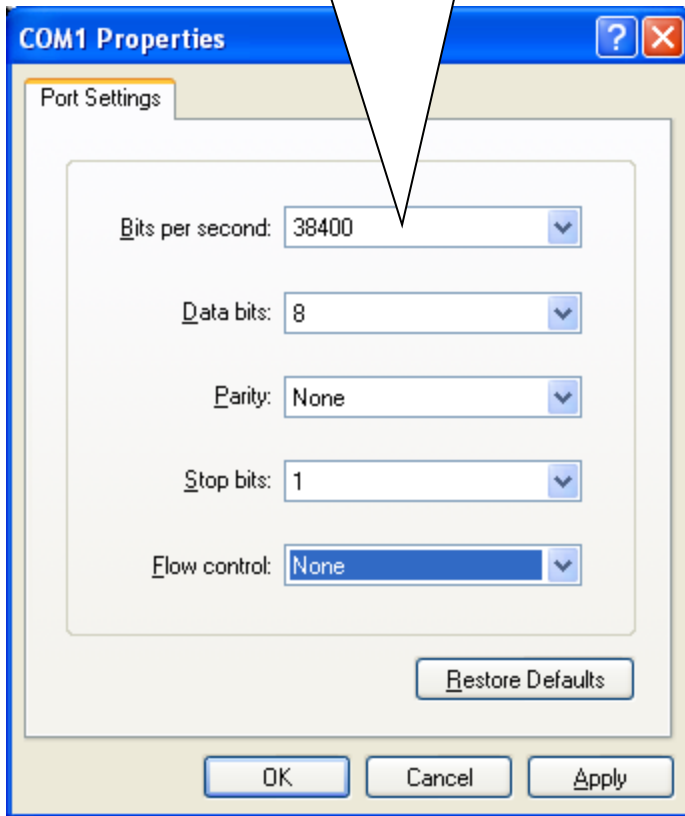 COM1 Properties
Port Settings
Bits per second: 38400
Data bits: 8
Parity: None
Stop bits: 1
Flow control: None
Restore Defaults
OK Cancel Apply